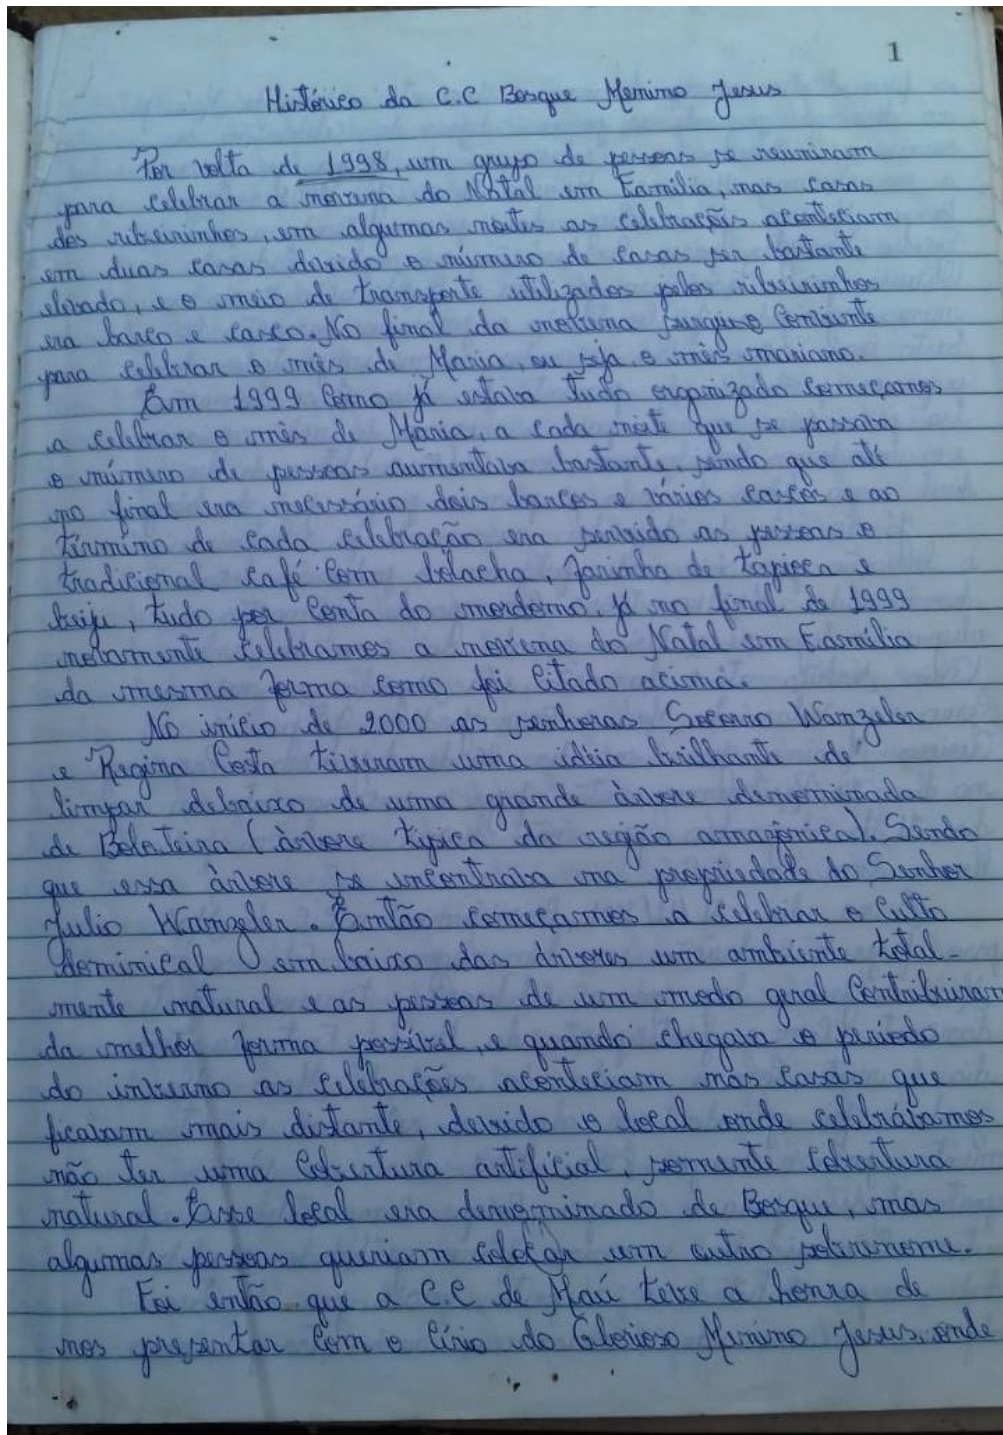 1
Histórico da C.C Bosque Menino Jesus
Por volta de 1998, um grupo de pessoas se reuniram
para celebrar a novena do Natal em Família, nas casas
dos ribeirinhos, em algumas noites as celebrações aconteciam
em duas casas devido o número de casas ser bastante
elevado, e o meio de transporte utilizados pelos ribeirinhos
era barco e casco. No final da novena surgiu o convite
para celebrar o mês de Maria, ou seja, o mês mariano.
Em 1999 como já estava tudo organizado começamos
a celebrar o mês de Maria, a cada noite que se passava
o número de pessoas aumentava bastante, sendo que até
no final era necessário dois barcos e vários cascos e ao
término de cada celebração era servido as pessoas o
tradicional café com bolacha, farinha de tapioca e
beiju, tudo por conta do mordomo. Já no final de 1999
novamente celebramos a novena do Natal em Família
da mesma forma como foi citado acima.
No início de 2000 as senhoras Socorro Wanzeler
e Regina Costa tiveram uma idéia brilhante de
limpar debaixo de uma grande àrvore denominada
de Boloteira (àrvore típica da região amazônica). Sendo
que essa àrvore se encontrava na propriedade do Senhor
Julio Wanzeler. Então começamos a celebrar o Culto
dominical em baixo das àrvores um ambiente total-
mente natural e as pessoas de um modo geral contribuiram
da melhor forma possível, e quando chegava o período
do inverno as celebrações aconteciam nas casas que
ficavam mais distante, devido o local onde celebrávamos
não ter uma cobertura artificial, somente cobertura
natural. Esse local era denominado de Bosque, mas
algumas pessoas queriam colocar um outro sobrenome.
Foi então que a C.C de Maú teve a honra de
nos presentar com o Círio do Glorioso Menino Jesus, onde